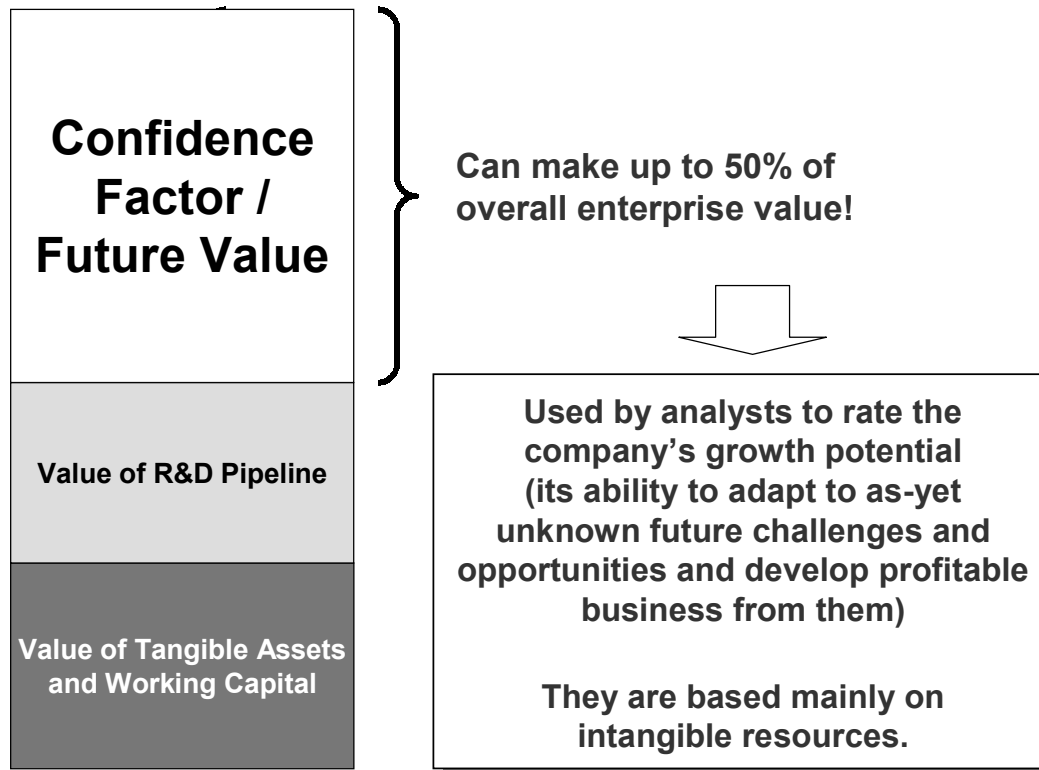 Confidence
Factor /
Future Value
Value of R&D Pipeline
Value of Tangible Assets
and Working Capital
Can make up to 50% of
overall enterprise value!
Used by analysts to rate the
company’s growth potential
(its ability to adapt to as-yet
unknown future challenges and
opportunities and develop profitable
business from them)
They are based mainly on
intangible resources.